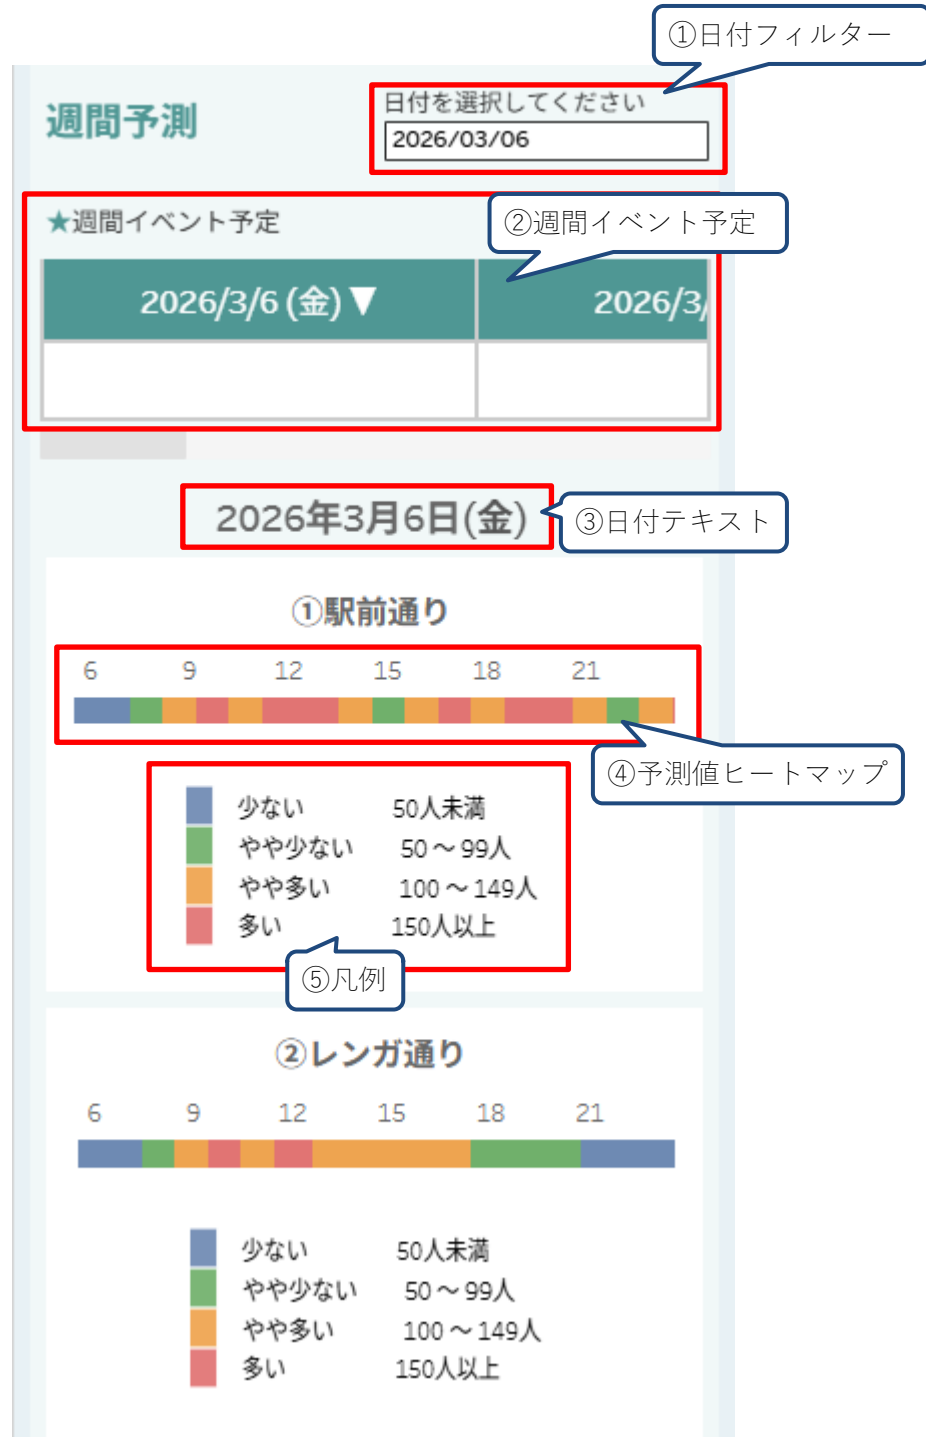 ①日付フィルター
週間予測
日付を選択してください
2026/03/06
★週間イベント予定
②週間イベント予定
2026/3/6 (金)▼
2026/3/
2026年3月6日(金)
③日付テキスト
①駅前通り
6 9 12 15 18 21
④予測値ヒートマップ
少ない 50人未満
やや少ない 50～99人
やや多い 100～149人
多い 150人以上
⑤凡例
②レンガ通り
6 9 12 15 18 21
少ない 50人未満
やや少ない 50～99人
やや多い 100～149人
多い 150人以上